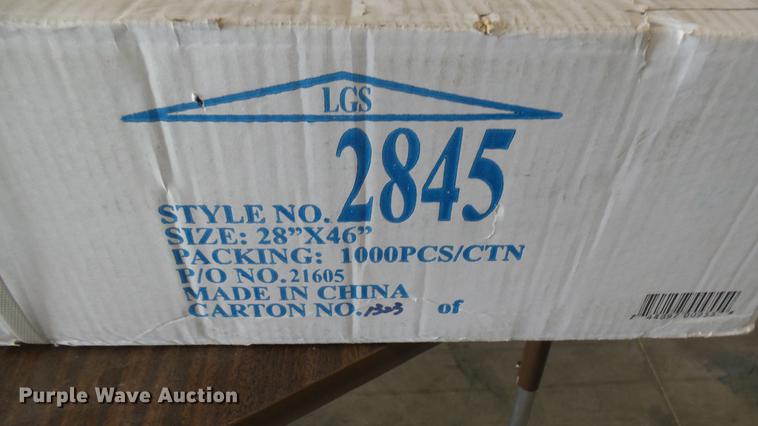 LGS
STYLE NO. 2845
SIZE: 28”X46”
PACKING: 1000PCS/CTN
P/O NO.21605
MADE IN CHINA
CARTON NO. 1323 of
Purple Wave Auction